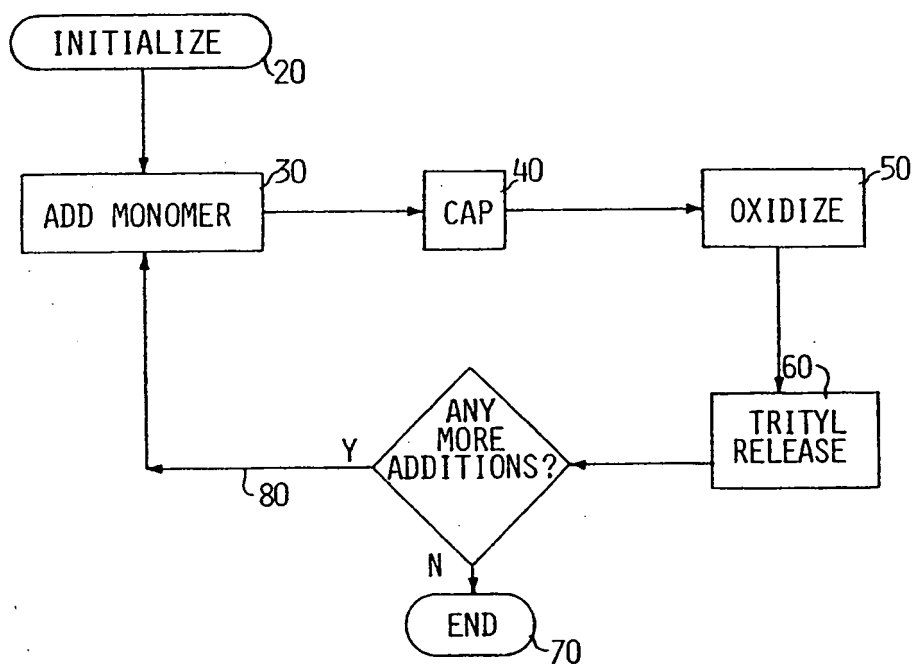 INITIALIZE
20
30
ADD MONOMER
40
CAP
50
OXIDIZE
60
TRITYL
RELEASE
ANY
MORE
ADDITIONS?
Y
80
N
END
70